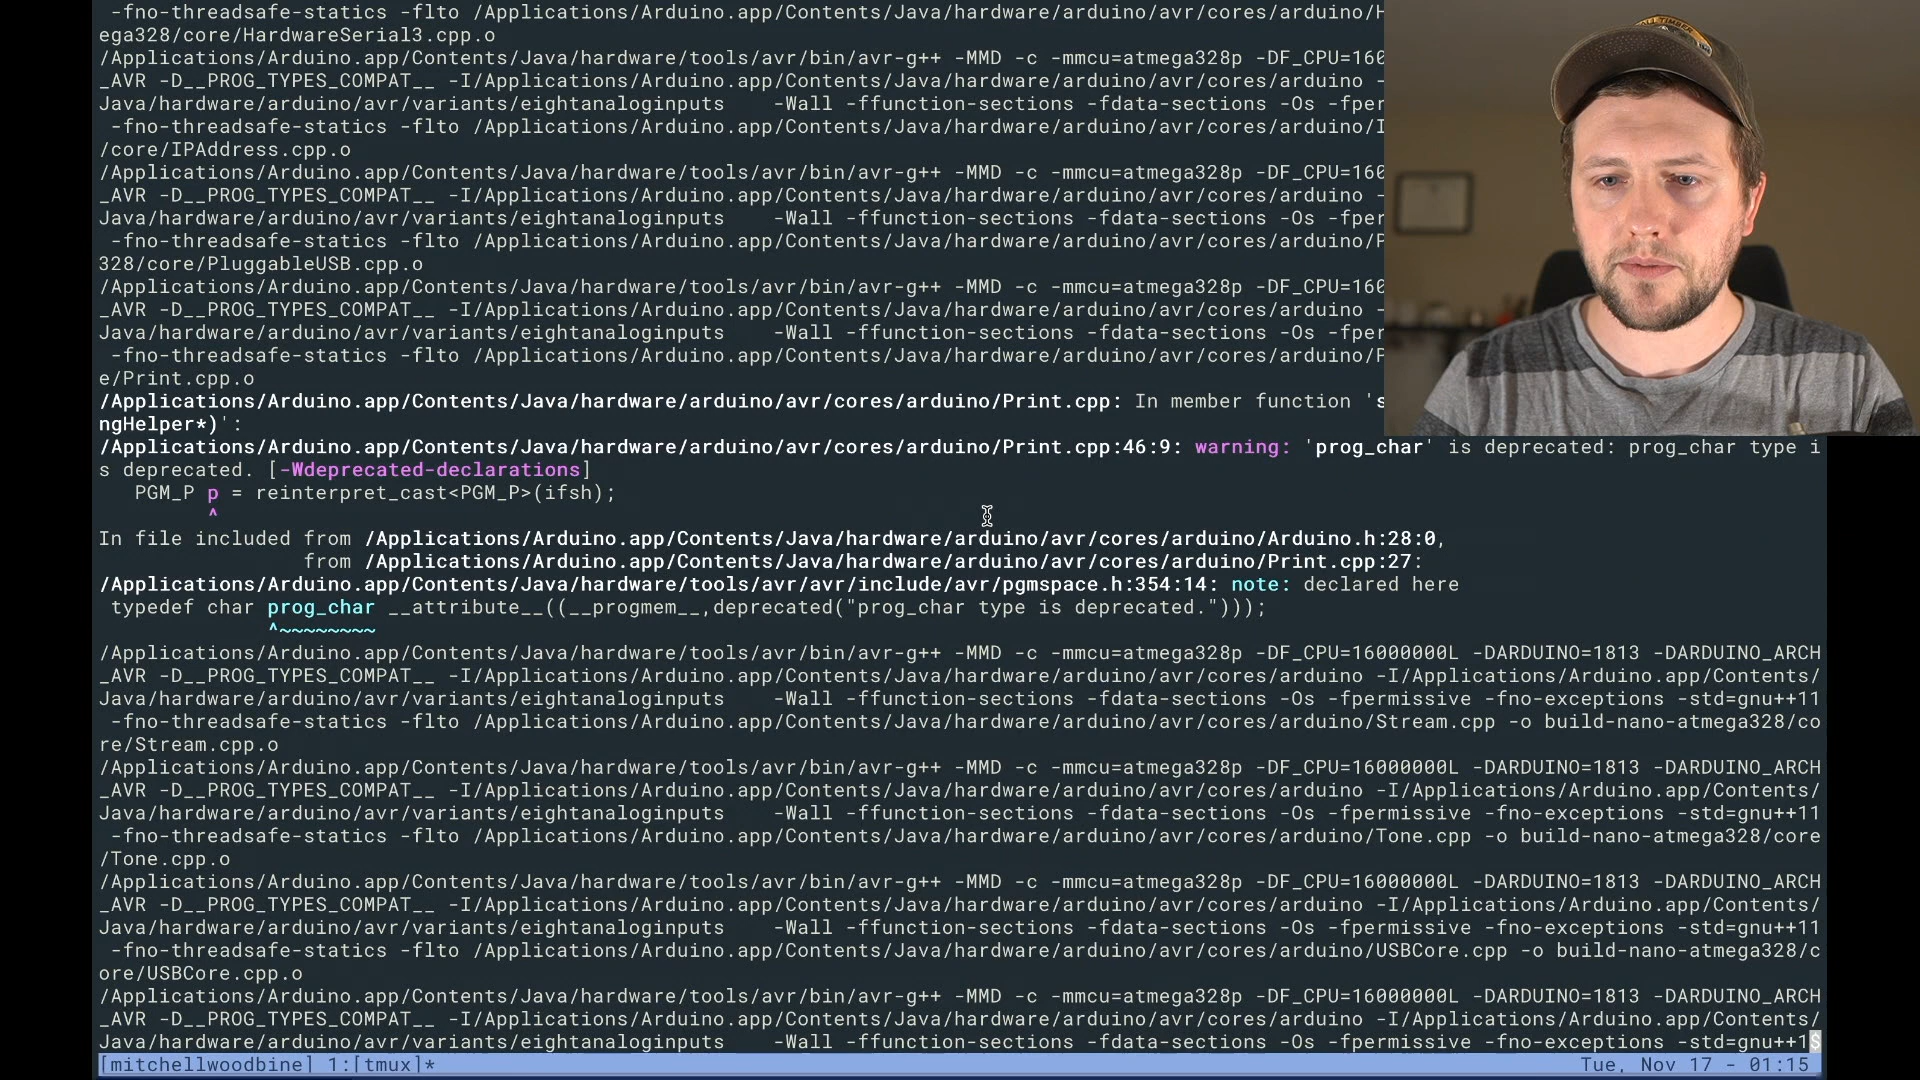 -fno-threadsafe-statics -flto /Applications/Arduino.app/Contents/Java/hardware/arduino/avr/cores/arduino/H
ega328/core/HardwareSerial3.cpp.o
/Applications/Arduino.app/Contents/Java/hardware/tools/avr/bin/avr-g++ -MMD -c -mmcu=atmega328p -DF_CPU=160
_AVR -D__PROG_TYPES_COMPAT__ -I/Applications/Arduino.app/Contents/Java/hardware/arduino/avr/cores/arduino -
Java/hardware/arduino/avr/variants/eightanaloginputs    -Wall -ffunction-sections -fdata-sections -Os -fper
 -fno-threadsafe-statics -flto /Applications/Arduino.app/Contents/Java/hardware/arduino/avr/cores/arduino/I
/core/IPAddress.cpp.o
/Applications/Arduino.app/Contents/Java/hardware/tools/avr/bin/avr-g++ -MMD -c -mmcu=atmega328p -DF_CPU=160
_AVR -D__PROG_TYPES_COMPAT__ -I/Applications/Arduino.app/Contents/Java/hardware/arduino/avr/cores/arduino -
Java/hardware/arduino/avr/variants/eightanaloginputs    -Wall -ffunction-sections -fdata-sections -Os -fper
 -fno-threadsafe-statics -flto /Applications/Arduino.app/Contents/Java/hardware/arduino/avr/cores/arduino/P
328/core/PluggableUSB.cpp.o
/Applications/Arduino.app/Contents/Java/hardware/tools/avr/bin/avr-g++ -MMD -c -mmcu=atmega328p -DF_CPU=160
_AVR -D__PROG_TYPES_COMPAT__ -I/Applications/Arduino.app/Contents/Java/hardware/arduino/avr/cores/arduino -
Java/hardware/arduino/avr/variants/eightanaloginputs    -Wall -ffunction-sections -fdata-sections -Os -fper
 -fno-threadsafe-statics -flto /Applications/Arduino.app/Contents/Java/hardware/arduino/avr/cores/arduino/P
e/Print.cpp.o
/Applications/Arduino.app/Contents/Java/hardware/arduino/avr/cores/arduino/Print.cpp: In member function 's
ngHelper*)':
/Applications/Arduino.app/Contents/Java/hardware/arduino/avr/cores/arduino/Print.cpp:46:9: warning: 'prog_char' is deprecated: prog_char type i
s deprecated. [-Wdeprecated-declarations]
   PGM_P p = reinterpret_cast<PGM_P>(ifsh);
         ^
In file included from /Applications/Arduino.app/Contents/Java/hardware/arduino/avr/cores/arduino/Arduino.h:28:0,
                 from /Applications/Arduino.app/Contents/Java/hardware/arduino/avr/cores/arduino/Print.cpp:27:
/Applications/Arduino.app/Contents/Java/hardware/tools/avr/avr/include/avr/pgmspace.h:354:14: note: declared here
 typedef char prog_char __attribute__((__progmem__,deprecated("prog_char type is deprecated.")));
              ^~~~~~~~~
/Applications/Arduino.app/Contents/Java/hardware/tools/avr/bin/avr-g++ -MMD -c -mmcu=atmega328p -DF_CPU=16000000L -DARDUINO=1813 -DARDUINO_ARCH
_AVR -D__PROG_TYPES_COMPAT__ -I/Applications/Arduino.app/Contents/Java/hardware/arduino/avr/cores/arduino -I/Applications/Arduino.app/Contents/
Java/hardware/arduino/avr/variants/eightanaloginputs    -Wall -ffunction-sections -fdata-sections -Os -fpermissive -fno-exceptions -std=gnu++11
 -fno-threadsafe-statics -flto /Applications/Arduino.app/Contents/Java/hardware/arduino/avr/cores/arduino/Stream.cpp -o build-nano-atmega328/co
re/Stream.cpp.o
/Applications/Arduino.app/Contents/Java/hardware/tools/avr/bin/avr-g++ -MMD -c -mmcu=atmega328p -DF_CPU=16000000L -DARDUINO=1813 -DARDUINO_ARCH
_AVR -D__PROG_TYPES_COMPAT__ -I/Applications/Arduino.app/Contents/Java/hardware/arduino/avr/cores/arduino -I/Applications/Arduino.app/Contents/
Java/hardware/arduino/avr/variants/eightanaloginputs    -Wall -ffunction-sections -fdata-sections -Os -fpermissive -fno-exceptions -std=gnu++11
 -fno-threadsafe-statics -flto /Applications/Arduino.app/Contents/Java/hardware/arduino/avr/cores/arduino/Tone.cpp -o build-nano-atmega328/core
/Tone.cpp.o
/Applications/Arduino.app/Contents/Java/hardware/tools/avr/bin/avr-g++ -MMD -c -mmcu=atmega328p -DF_CPU=16000000L -DARDUINO=1813 -DARDUINO_ARCH
_AVR -D__PROG_TYPES_COMPAT__ -I/Applications/Arduino.app/Contents/Java/hardware/arduino/avr/cores/arduino -I/Applications/Arduino.app/Contents/
Java/hardware/arduino/avr/variants/eightanaloginputs    -Wall -ffunction-sections -fdata-sections -Os -fpermissive -fno-exceptions -std=gnu++11
 -fno-threadsafe-statics -flto /Applications/Arduino.app/Contents/Java/hardware/arduino/avr/cores/arduino/USBCore.cpp -o build-nano-atmega328/c
ore/USBCore.cpp.o
/Applications/Arduino.app/Contents/Java/hardware/tools/avr/bin/avr-g++ -MMD -c -mmcu=atmega328p -DF_CPU=16000000L -DARDUINO=1813 -DARDUINO_ARCH
_AVR -D__PROG_TYPES_COMPAT__ -I/Applications/Arduino.app/Contents/Java/hardware/arduino/avr/cores/arduino -I/Applications/Arduino.app/Contents/
Java/hardware/arduino/avr/variants/eightanaloginputs    -Wall -ffunction-sections -fdata-sections -Os -fpermissive -fno-exceptions -std=gnu++1$
[mitchellwoodbine] 1:[tmux]* Tue, Nov 17 - 01:15